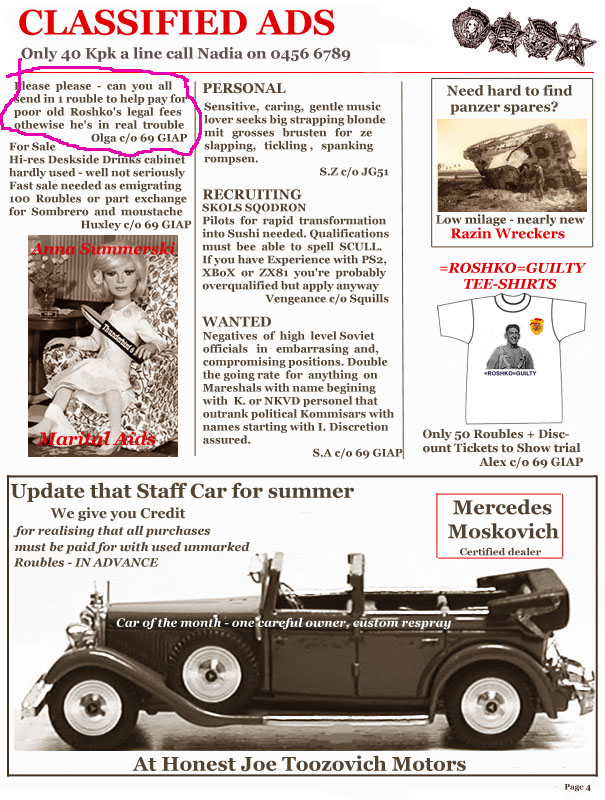 CLASSIFIED ADS
Only 40 Kpk a line call Nadia on 0456 6789
Please please - can you all
send in 1 rouble to help pay for
poor old Roshko's legal fees
othewise he's in real trouble
Olga c/o 69 GIAP
For Sale
Hi-res Deskside Drinks cabinet
hardly used - well not seriously
Fast sale needed as emigrating
100 Roubles or part exchange
for Sombrero and moustache
Huxley c/o 69 GIAP
Anna Summerski
Thunderbird 6
Marital Aids
PERSONAL
Sensitive, caring, gentle music
lover seeks big strapping blonde
mit grosses brusten for ze
slapping, tickling , spanking
rompsen.
S.Z c/o JG51
RECRUITING
SKOLS SQODRON
Pilots for rapid transformation
into Sushi needed. Qualifications
must bee able to spell SCULL.
If you have Experience with PS2,
XBoX or ZX81 you're probably
overqualified but apply anyway
Vengeance c/o Squills
WANTED
Negatives of high level Soviet
officials in embarrasing and,
compromising positions. Double
the going rate for anything on
Mareshals with name begining
with K. or NKVD personel that
outrank political Kommisars with
names starting with I. Discretion
assured.
S.A c/o 69 GIAP
Need hard to find
panzer spares?
Low milage - nearly new
Razin Wreckers
=ROSHKO=GUILTY
TEE-SHIRTS
=ROSHKO=GUILTY
Only 50 Roubles + Disc-
ount Tickets to Show trial
Alex c/o 69 GIAP
Update that Staff Car for summer
We give you Credit
for realising that all purchases
must be paid for with used unmarked
Roubles - IN ADVANCE
Mercedes
Moskovich
Certified dealer
Car of the month - one careful owner, custom respray
At Honest Joe Toozovich Motors
Page 4